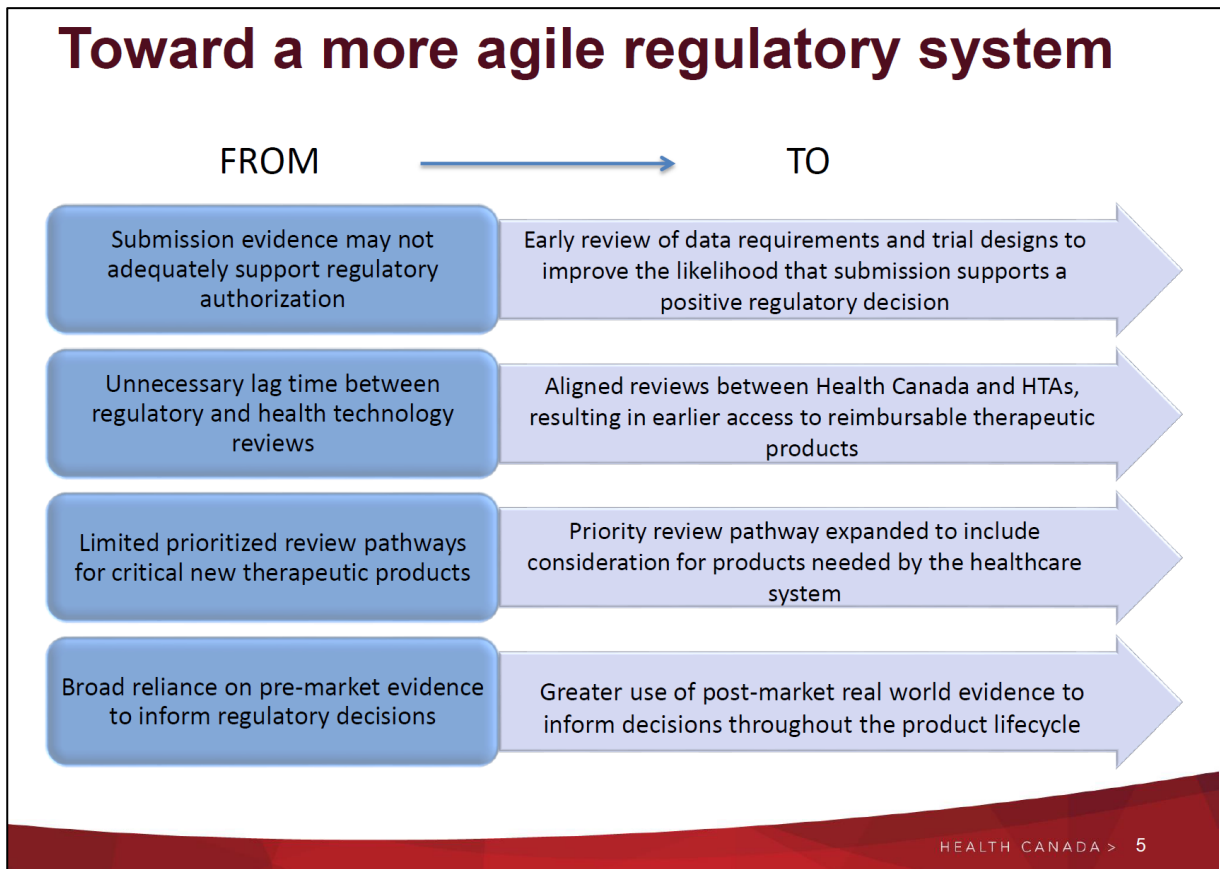 Toward a more agile regulatory system
FROM
TO
Submission evidence may not
adequately support regulatory
authorization
Early review of data requirements and trial designs to
improve the likelihood that submission supports a
positive regulatory decision
Unnecessary lag time between
regulatory and health technology
reviews
Aligned reviews between Health Canada and HTAs,
resulting in earlier access to reimbursable therapeutic
products
Limited prioritized review pathways
for critical new therapeutic products
Priority review pathway expanded to include
consideration for products needed by the healthcare
system
Broad reliance on pre-market evidence
to inform regulatory decisions
Greater use of post-market real world evidence to
inform decisions throughout the product lifecycle
HEALTH CANADA > 5